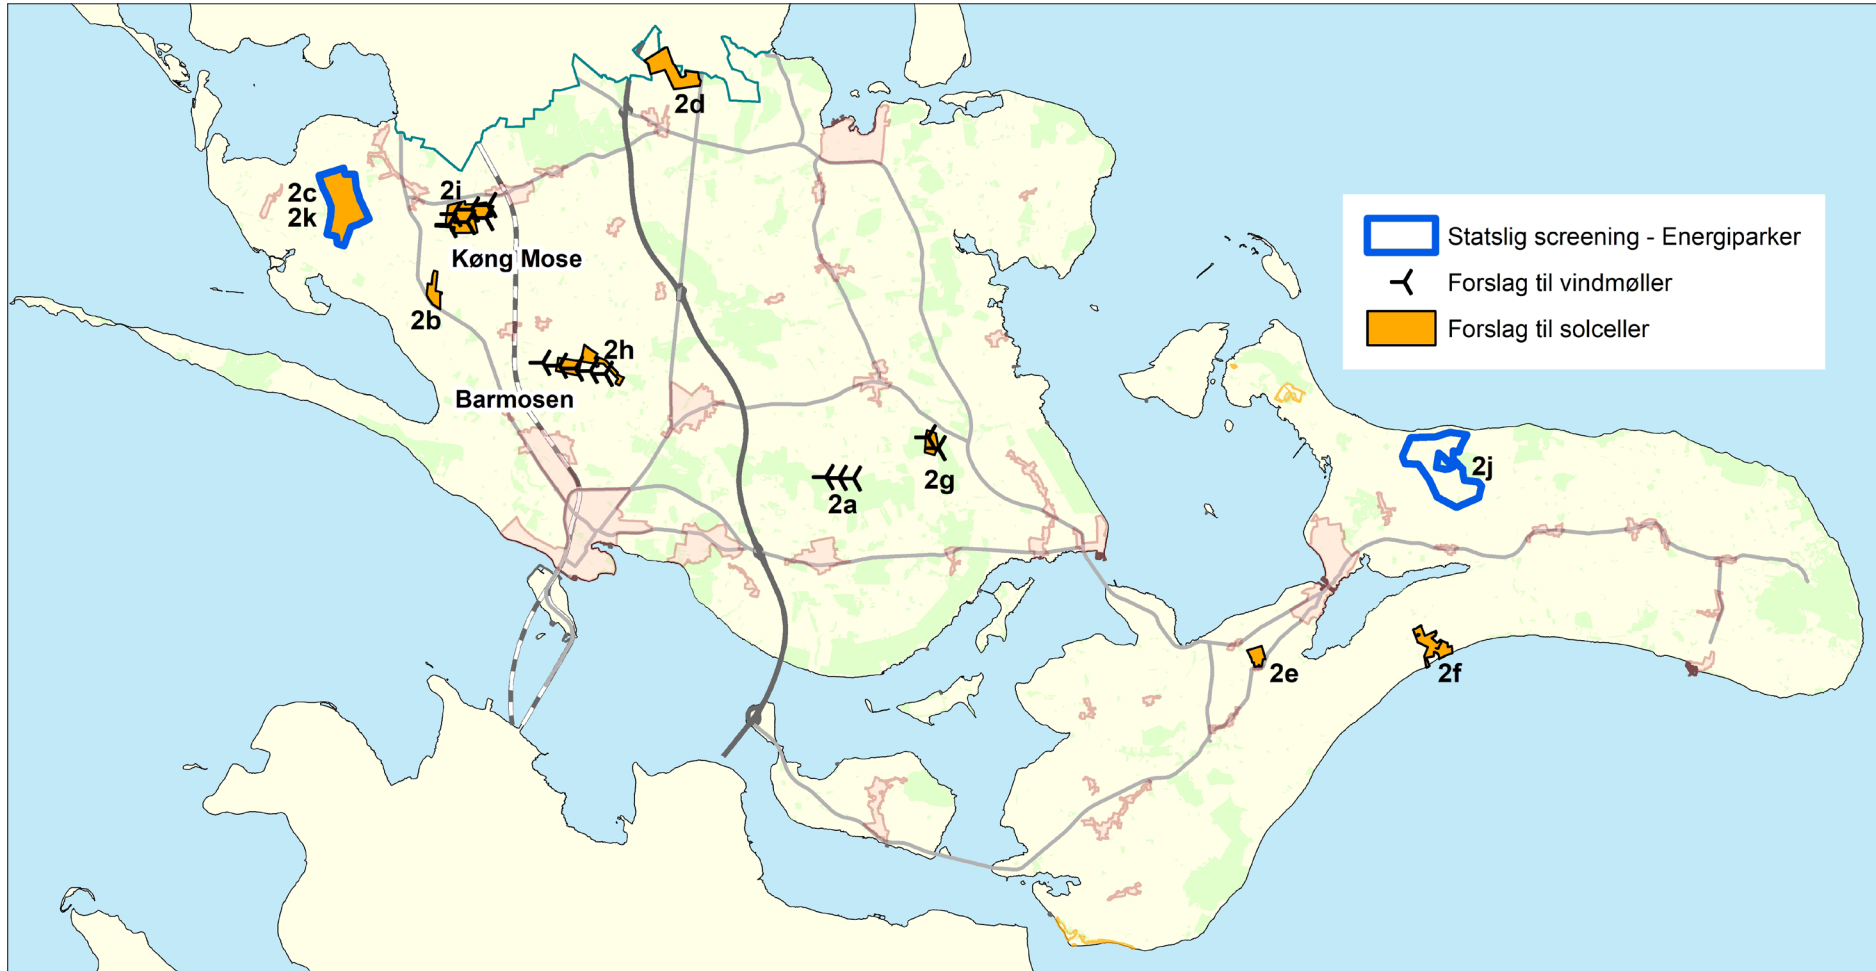 2d
2c
2k
2i
Køng Mose
2b
2h
Barmosen
2g
2a
2j
2e
2f
Statslig screening - Energiparker
Forslag til vindmøller
Forslag til solceller